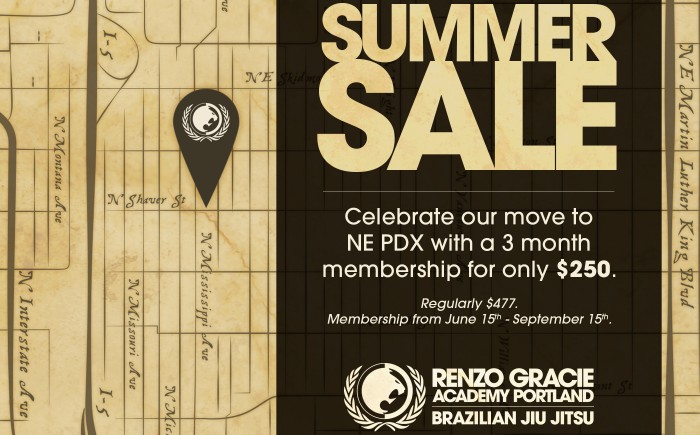 SUMMER
SALE
Celebrate our move to
NE PDX with a 3 month
membership for only $250.
Regularly $477.
Membership from June 15th - September 15th.
RENZO GRACIE
ACADEMY PORTLAND
BRAZILIAN JIU JITSU
I-5
N Montana Ave
N Interstate Ave
I-5
N Missouri Ave
N Shaver St
N Mississippi Ave
NE Skidmore
NE Martin Luther King Blvd